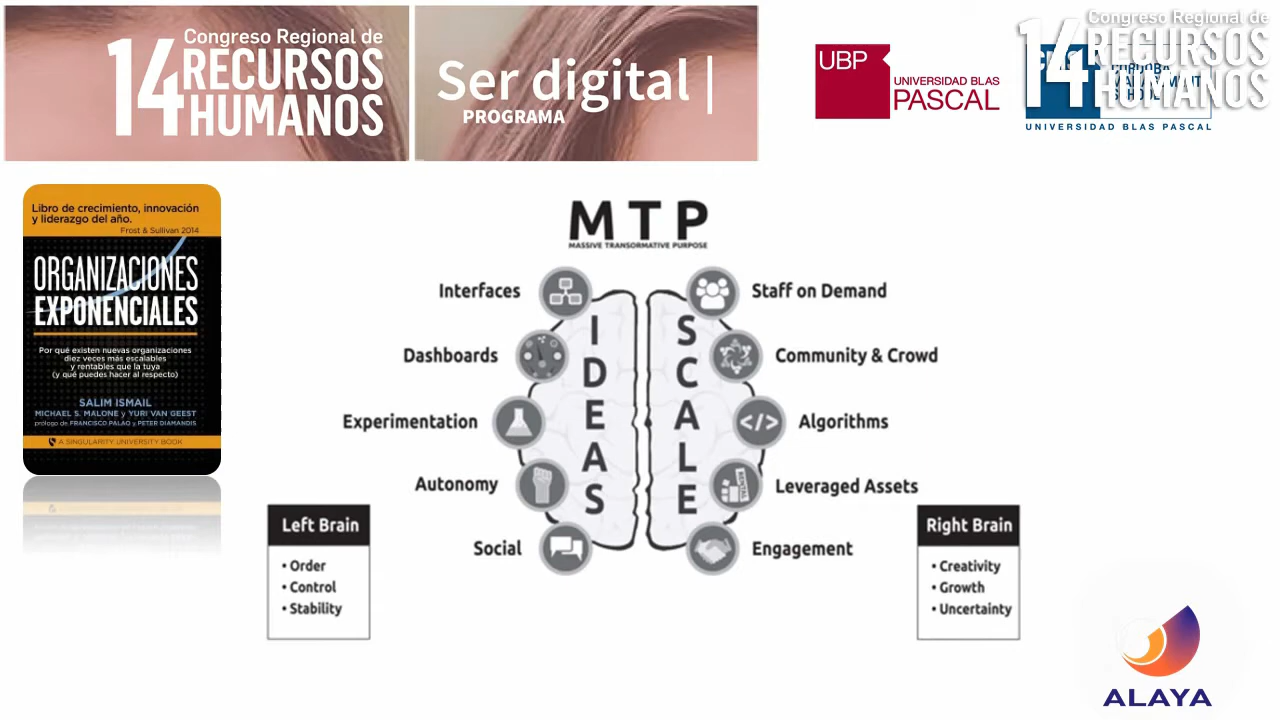 Congreso Regional de
14 RECURSOS
HUMANOS
Ser digital |
PROGRAMA
UBP
UNIVERSIDAD BLAS
PASCAL
Congreso Regional de
14 RECURSOS
HUMANOS
UNIVERSIDAD BLAS PASCAL
Libro de crecimiento, innovación
y liderazgo del año.
Frost & Sullivan 2014
ORGANIZACIONES
EXPONENCIALES
Por qué existen nuevas organizaciones
diez veces más escalables
y rentables que la tuya
(y qué puedes hacer al respecto)
SALIM ISMAIL
MICHAEL S. MALONE y YURI VAN GEEST
prólogo de FRANCISCO PALAO y PETER DIAMANDIS
A SINGULARITY UNIVERSITY BOOK
MTP
MASSIVE TRANSORMATIVE PURPOSE
Interfaces
Dashboards
Experimentation
Autonomy
Social
IDEAS
SCALE
Staff on Demand
Community & Crowd
</>
Algorithms
RENTAL
Leveraged Assets
Engagement
Left Brain
• Order
• Control
• Stability
Right Brain
• Creativity
• Growth
• Uncertainty
ALAYA